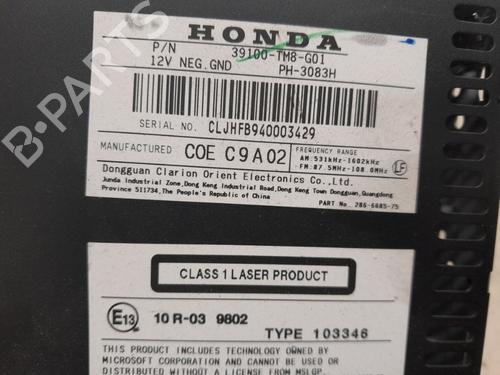 HONDA
P/N 39100-TM8-G01
12V NEG.GND PH-3083H
SERIAL NO. CLJHFB940003429
MANUFACTURED COE C9A02
FREQUENCY RANGE
AM:531kHz-1602kHz
FM:87.5MHz-108.0MHz
LF
Dongguan Clarion Orient Electronics Co.,Ltd.
Junda Industrial Zone,Dong Keng Industrial Road,Dong Keng Town Dongguan,Guangdong
Province 511734,The People's Republic of China
PART No. 286-6685-75
CLASS 1 LASER PRODUCT
E13 10 R-03 9802
TYPE 103346
THIS PRODUCT INCLUDES TECHNOLOGY OWNED BY
MICROSOFT CORPORATION AND CANNOT BE USED OR
DISTRIBUTED WITHOUT A LICENSE FROM MSLGP.